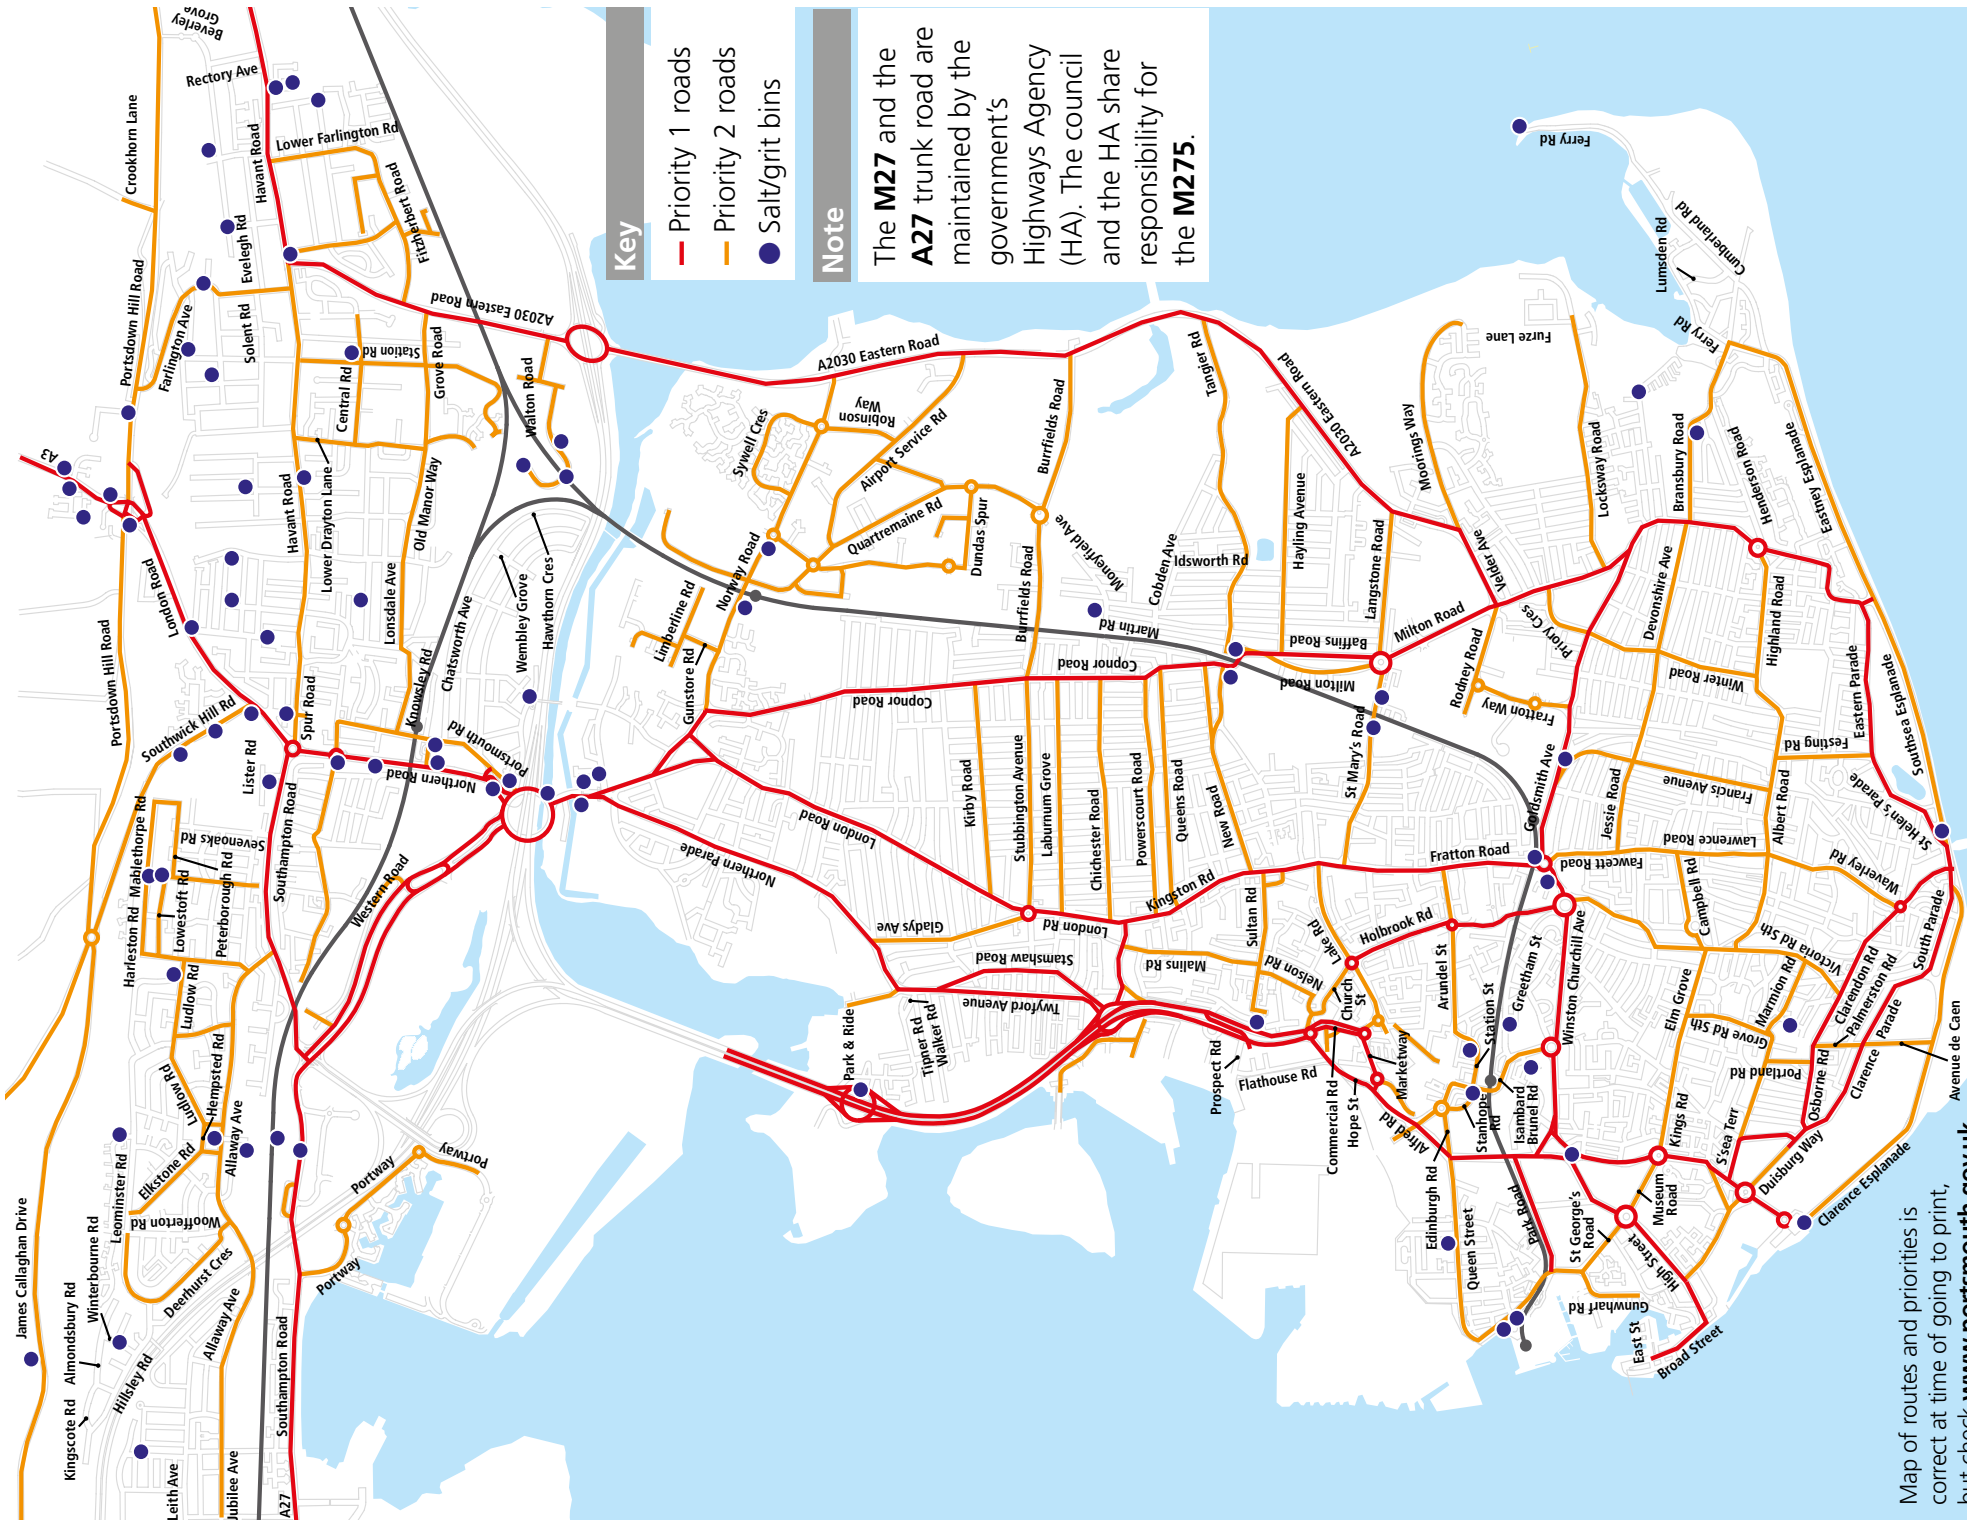 Key
Priority 1 roads
Priority 2 roads
Salt/grit bins
Note
The M27 and the
A27 trunk road are
maintained by the
government's
Highways Agency
(HA). The council
and the HA share
responsibility for
the M275.
Beverley
Grove
Rectory Ave
Crookhorn Lane
Havant Road
Lower Farlington Rd
Fitzherbert Road
Evelegh Rd
Portsdown Hill Road
Farlington Ave
Solent Rd
A2030 Eastern Road
Station Rd
Grove Road
Central Rd
Walton Road
A3
Havant Road
Lower Drayton Lane
Old Manor Way
London Road
Lonsdale Ave
Chatsworth Ave
Wembley Grove
Hawthorn Cres
Portsdown Hill Road
Southwick Hill Rd
Spur Road
Knowsley Rd
Lister Rd
Northern Road
Portsmouth Rd
Mablethorpe Rd
Sevenoaks Rd
Southampton Road
Western Road
Harleston Rd
Lowestoft Rd
Peterborough Rd
Ludlow Rd
Ludlow Rd
Hempsted Rd
Allaway Ave
Elkstone Rd
Leominster Rd
Woofferton Rd
Winterbourne Rd
Almondsbury Rd
Deerhurst Cres
Allaway Ave
James Callaghan Drive
Kingscote Rd
Hillsley Rd
Leith Ave
Jubilee Ave
Southampton Road
A27
Portway
Portway
Portway
A2030 Eastern Road
Robinson
Way
Sywell Cres
Airport Service Rd
Quartremaine Rd
Dundas Spur
Burrfields Road
Burrfields Road
Norway Road
Limberline Rd
Gunstore Rd
Moneyfield Ave
Cobden Ave
Idsworth Rd
Martin Rd
Tangier Rd
A2030 Eastern Road
Hayling Avenue
Langstone Road
Baffins Road
Milton Road
Milton Road
Moorings Way
Velder Ave
Furze Lane
Locksway Road
Copnor Road
Copnor Road
Kirby Road
Stubbington Avenue
Laburnum Grove
Chichester Road
Powerscourt Road
Queens Road
New Road
St Mary's Road
Rodney Road
Fratton Way
Priory Cres
Goldsmith Ave
London Road
Northern Parade
Gladys Ave
London Rd
Kingston Rd
Fratton Road
Stamshaw Road
Twyford Avenue
Tipner Rd
Walker Rd
Park & Ride
Malins Rd
Sultan Rd
Nelson Rd
Lake Rd
Church
St
Holbrook Rd
Arundel St
Prospect Rd
Flathouse Rd
Commercial Rd
Hope St
Marketway
Alfred Rd
Station St
Greetham St
Stanhope
Rd
Isambard
Brunel Rd
Winston Churchill Ave
Edinburgh Rd
Queen Street
Park Road
St George's
Road
High Street
Museum
Road
Gunwharf Rd
East St
Broad Street
Kings Rd
S'sea Terr
Duisburg Way
Clarence Esplanade
Avenue de Caen
Osborne Rd
Portland Rd
Grove Rd Sth
Elm Grove
Marmion Rd
Victoria Rd Sth
Clarendon Rd
Palmerston Rd
Clarence
Parade
South Parade
Waverley Rd
St Helen's Parade
Campbell Rd
Lawrence Road
Fawcett Road
Jessie Road
Francis Avenue
Albert Road
Festing Rd
Devonshire Ave
Winter Road
Highland Road
Eastern Parade
Southsea Esplanade
Bransbury Road
Henderson Road
Eastney Esplanade
Ferry Rd
Ferry Rd
Lumsden Rd
Cumberland Rd
Map of routes and priorities is
correct at time of going to print,
but check www.portsmouth.gov.uk